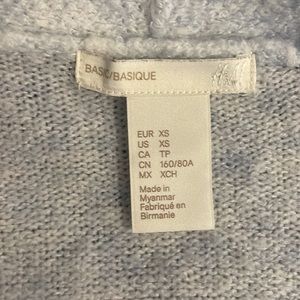 BASIC/BASIQUE
EUR XS
US XS
CA TP
CN 160/80A
MX XCH
Made in
Myanmar
Fabriqué en
Birmanie